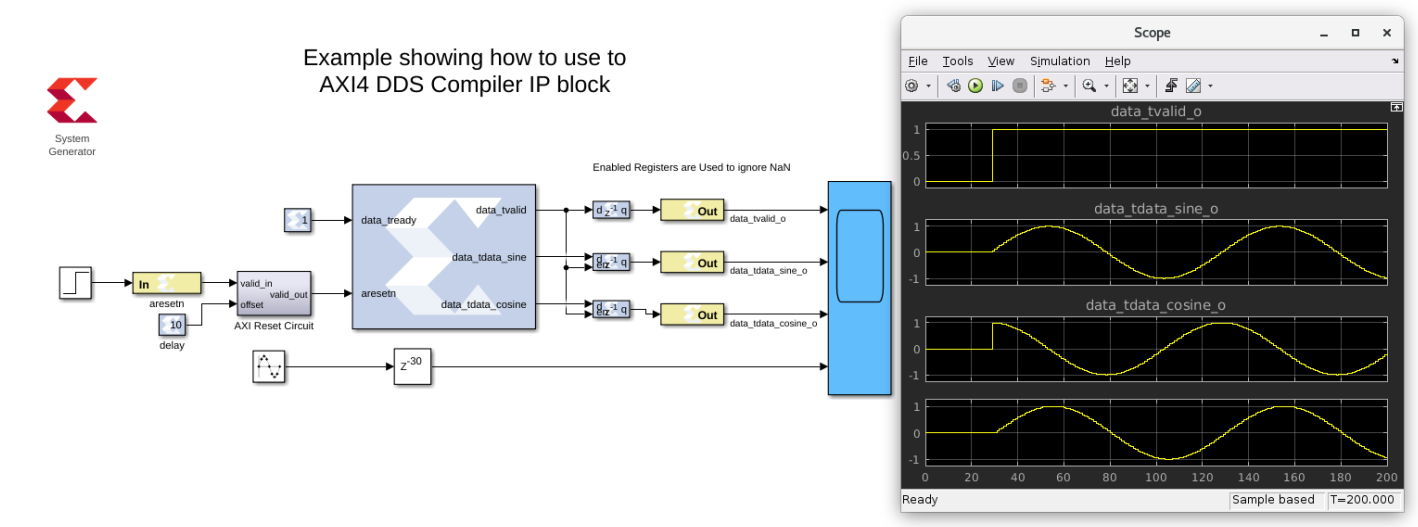 Example showing how to use to
AXI4 DDS Compiler IP block
System
Generator
Enabled Registers are Used to ignore NaN
1
data_tready
data_tvalid
d z-1 q
Out
data_tvalid_o
data_tdata_sine
d
en z-1 q
Out
data_tdata_sine_o
In
aresetn
valid_in
valid_out
offset
aresetn
10
delay
AXI Reset Circuit
data_tdata_cosine
d
en z-1 q
Out
data_tdata_cosine_o
Z-30
Scope
File Tools View Simulation Help
data_tvalid_o
1
0.5
0
data_tdata_sine_o
1
0
-1
data_tdata_cosine_o
1
0
-1
1
0
-1
0 20 40 60 80 100 120 140 160 180 200
Ready Sample based T=200.000